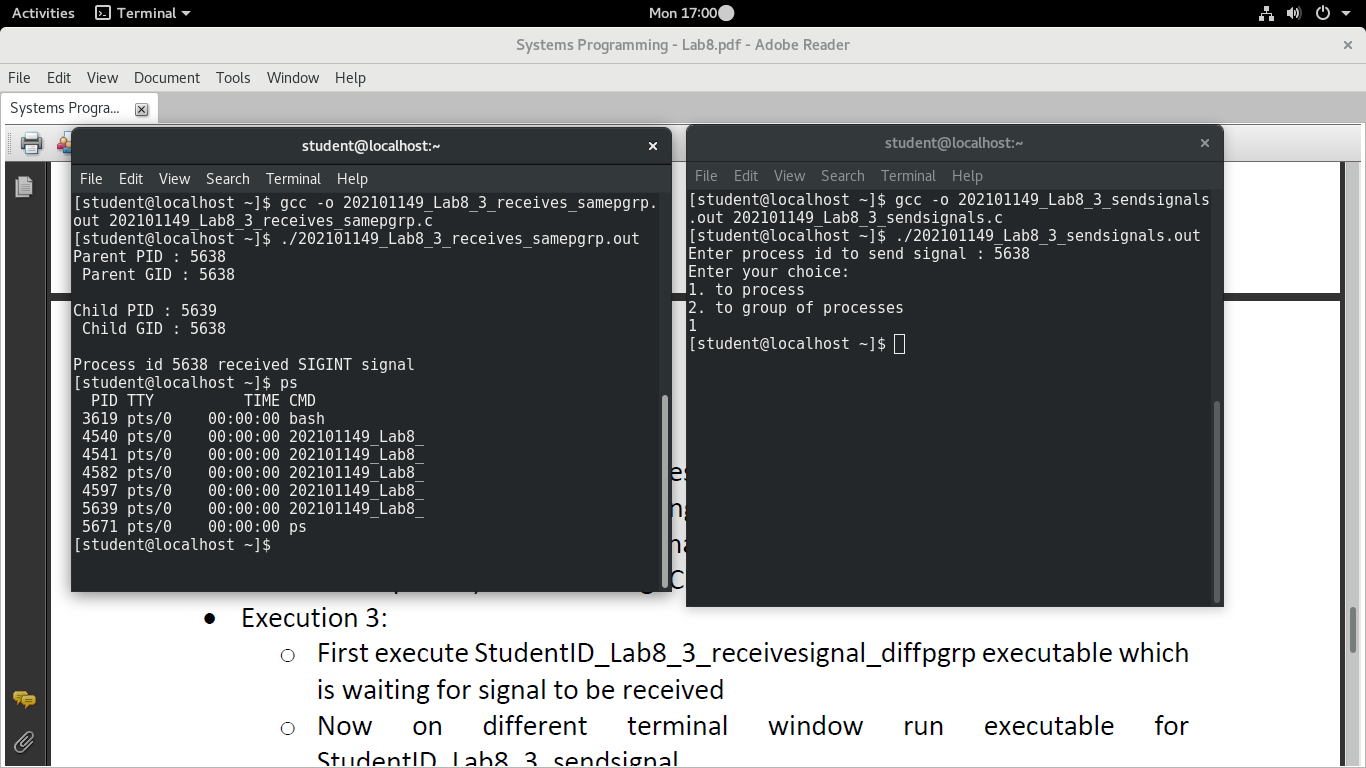 Activities Terminal Mon 17:00
Systems Programming - Lab8.pdf - Adobe Reader
File Edit View Document Tools Window Help
Systems Progra...
student@localhost:~
File Edit View Search Terminal Help
[student@localhost ~]$ gcc -o 202101149_Lab8_3_receives_samepgrp.
out 202101149_Lab8_3_receives_samepgrp.c
[student@localhost ~]$ ./202101149_Lab8_3_receives_samepgrp.out
Parent PID : 5638
Parent GID : 5638
Child PID : 5639
Child GID : 5638
Process id 5638 received SIGINT signal
[student@localhost ~]$ ps
PID TTY TIME CMD
3619 pts/0 00:00:00 bash
4540 pts/0 00:00:00 202101149_Lab8_
4541 pts/0 00:00:00 202101149_Lab8_
4582 pts/0 00:00:00 202101149_Lab8_
4597 pts/0 00:00:00 202101149_Lab8_
5639 pts/0 00:00:00 202101149_Lab8_
5671 pts/0 00:00:00 ps
[student@localhost ~]$
student@localhost:~
File Edit View Search Terminal Help
[student@localhost ~]$ gcc -o 202101149_Lab8_3_sendsignals
.out 202101149_Lab8_3_sendsignals.c
[student@localhost ~]$ ./202101149_Lab8_3_sendsignals.out
Enter process id to send signal : 5638
Enter your choice:
1. to process
2. to group of processes
1
[student@localhost ~]$
• Execution 3:
○ First execute StudentID_Lab8_3_receivesignal_diffpgrp executable which
is waiting for signal to be received
○ Now on different terminal window run executable for
StudentID_Lab8_3_sendsignal